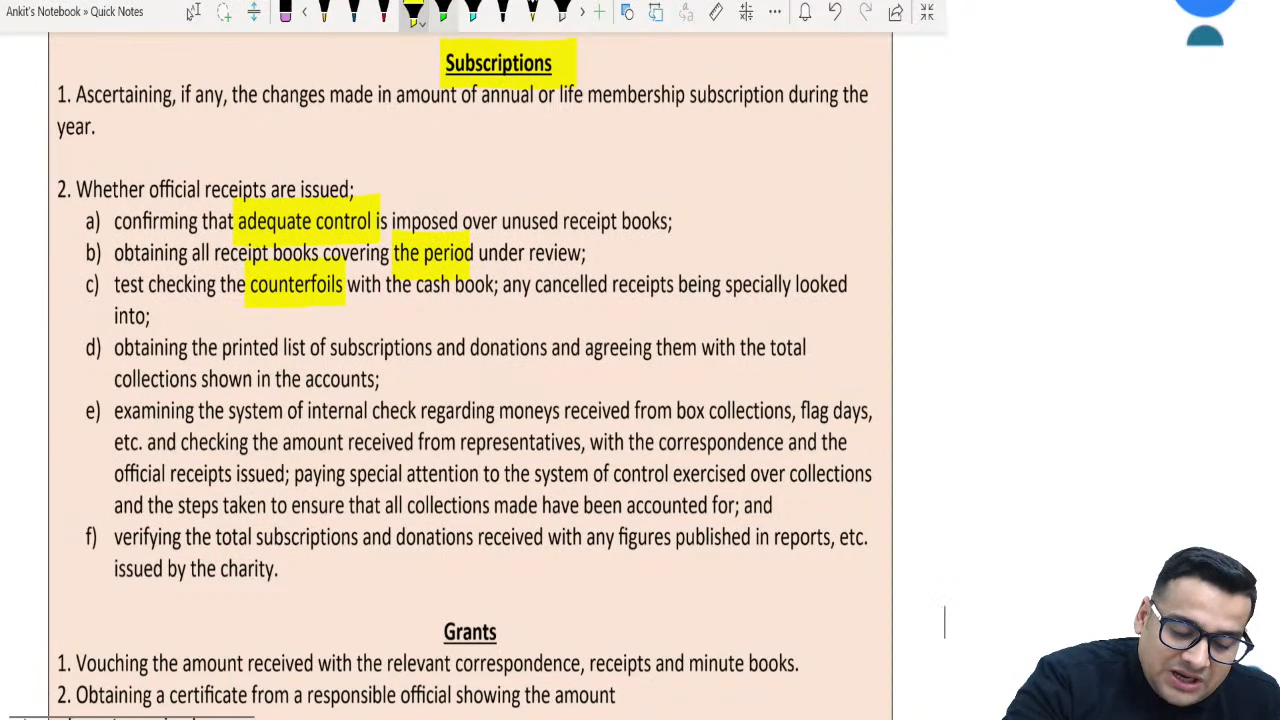 Ankit's Notebook » Quick Notes
Subscriptions
1. Ascertaining, if any, the changes made in amount of annual or life membership subscription during the
year.
2. Whether official receipts are issued;
a) confirming that adequate control is imposed over unused receipt books;
b) obtaining all receipt books covering the period under review;
c) test checking the counterfoils with the cash book; any cancelled receipts being specially looked
into;
d) obtaining the printed list of subscriptions and donations and agreeing them with the total
collections shown in the accounts;
e) examining the system of internal check regarding moneys received from box collections, flag days,
etc. and checking the amount received from representatives, with the correspondence and the
official receipts issued; paying special attention to the system of control exercised over collections
and the steps taken to ensure that all collections made have been accounted for; and
f) verifying the total subscriptions and donations received with any figures published in reports, etc.
issued by the charity.
Grants
1. Vouching the amount received with the relevant correspondence, receipts and minute books.
2. Obtaining a certificate from a responsible official showing the amount